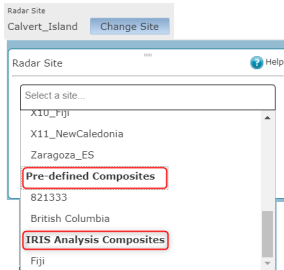 Radar Site
Calvert_Island Change Site
Radar Site
Help
Select a site...
X10_Fiji
X11_NewCaledonia
Zaragoza_ES
Pre-defined Composites
821333
British Columbia
IRIS Analysis Composites
Fiji